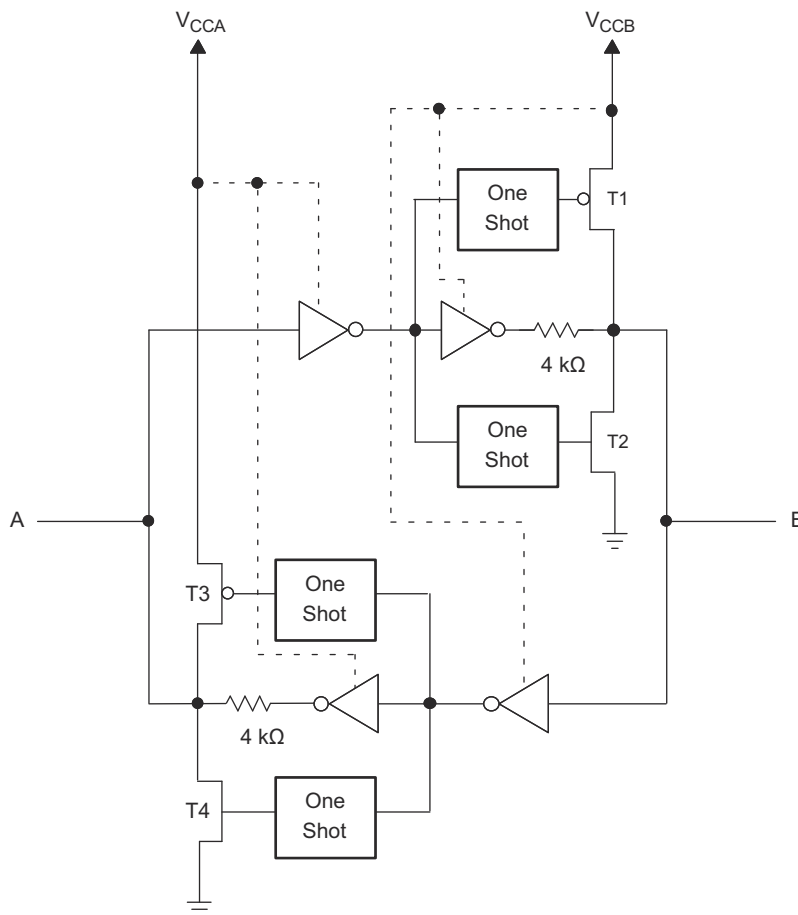 VCCA
VCCB
One
Shot
T1
4 kΩ
One
Shot
T2
A
B
T3
One
Shot
4 kΩ
T4
One
Shot